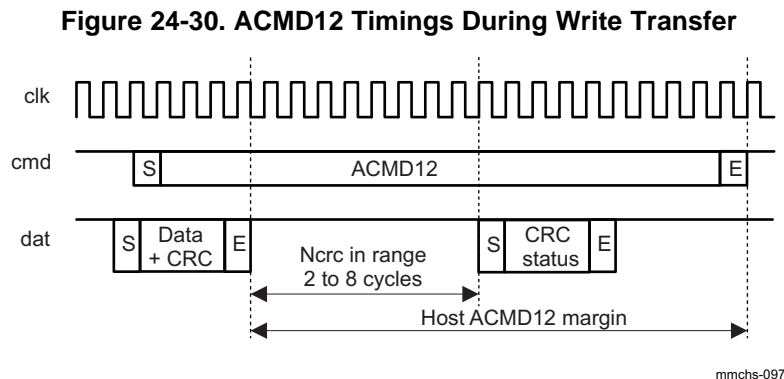 Figure 24-30. ACMD12 Timings During Write Transfer
clk
cmd
S
ACMD12
E
dat
S
Data
+ CRC
E
Ncrc in range
2 to 8 cycles
S
CRC
status
E
Host ACMD12 margin
mmchs-097